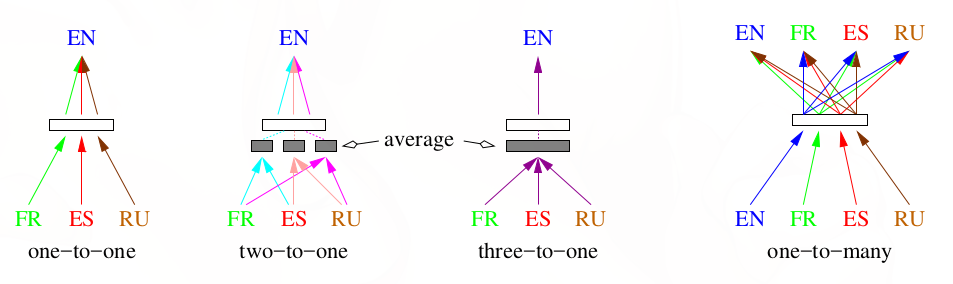 EN
EN
EN
EN FR ES RU
average
FR ES RU
FR ES RU
FR ES RU
EN FR ES RU
one−to−one
two−to−one
three−to−one
one−to−many